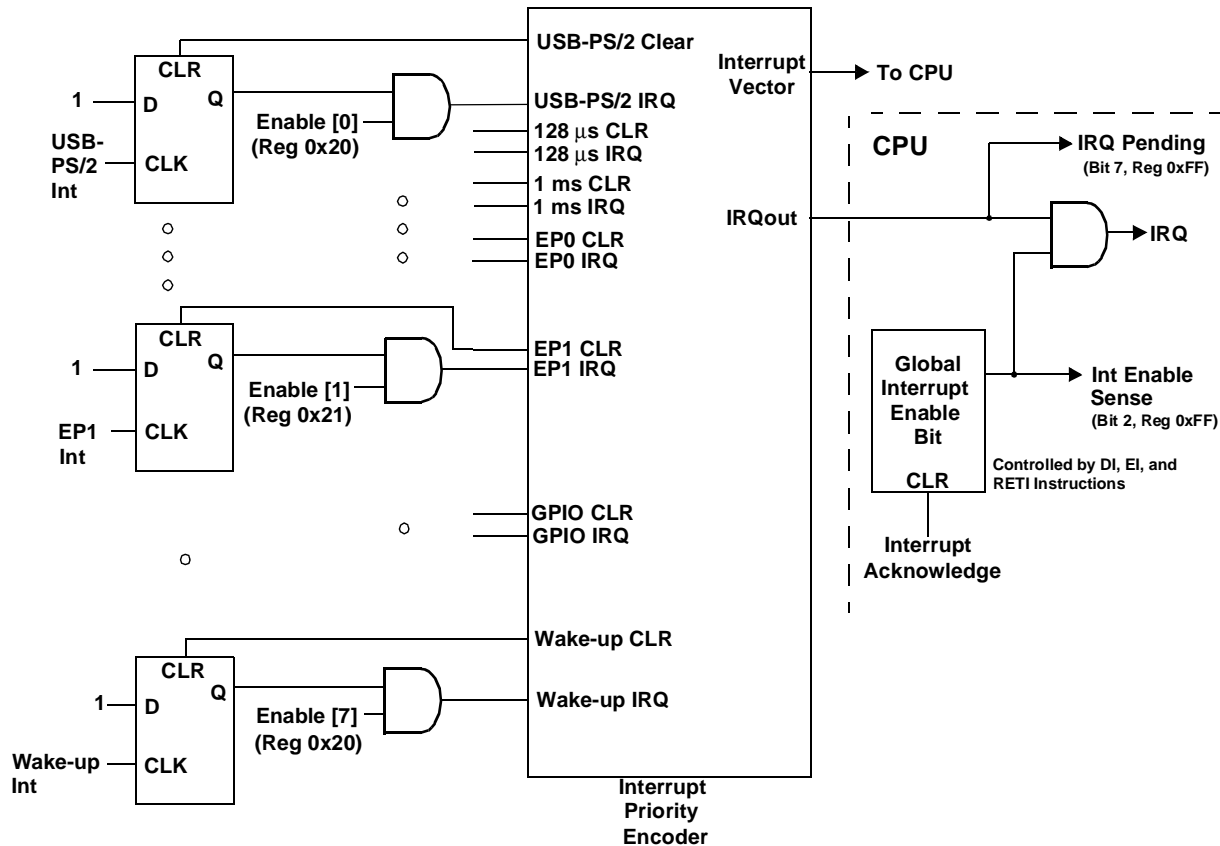 CLR
1
D
Q
USB-
PS/2
Int
CLK
Enable [0]
(Reg 0x20)
USB-PS/2 Clear
USB-PS/2 IRQ
128 μs CLR
128 μs IRQ
1 ms CLR
1 ms IRQ
EP0 CLR
EP0 IRQ
Interrupt
Vector
To CPU
CPU
IRQ Pending
(Bit 7, Reg 0xFF)
IRQout
IRQ
CLR
1
D
Q
EP1
Int
CLK
Enable [1]
(Reg 0x21)
EP1 CLR
EP1 IRQ
Global
Interrupt
Enable
Bit
CLR
Int Enable
Sense
(Bit 2, Reg 0xFF)
Controlled by DI, EI, and
RETI Instructions
Interrupt
Acknowledge
GPIO CLR
GPIO IRQ
CLR
1
D
Q
Wake-up
Int
CLK
Enable [7]
(Reg 0x20)
Wake-up CLR
Wake-up IRQ
Interrupt
Priority
Encoder